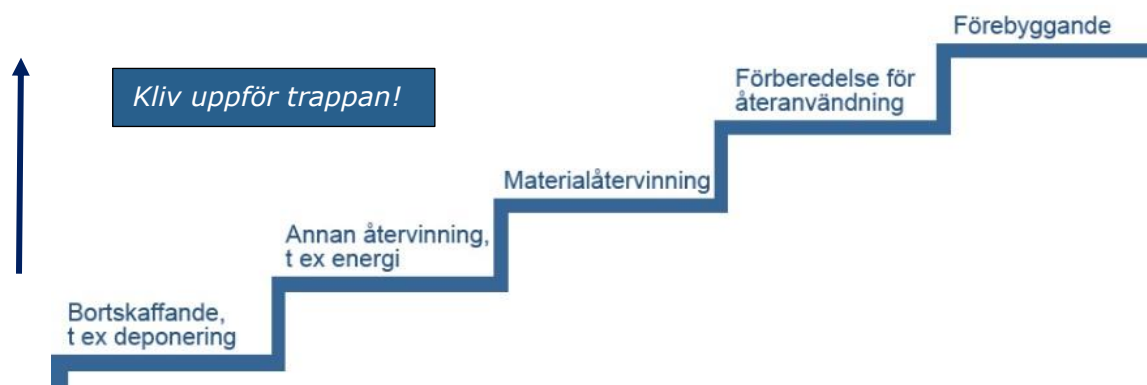 Förebyggande
Kliv uppför trappan!
Förberedelse för
återanvändning
Materialåtervinning
Annan återvinning,
t ex energi
Bortskaffande,
t ex deponering